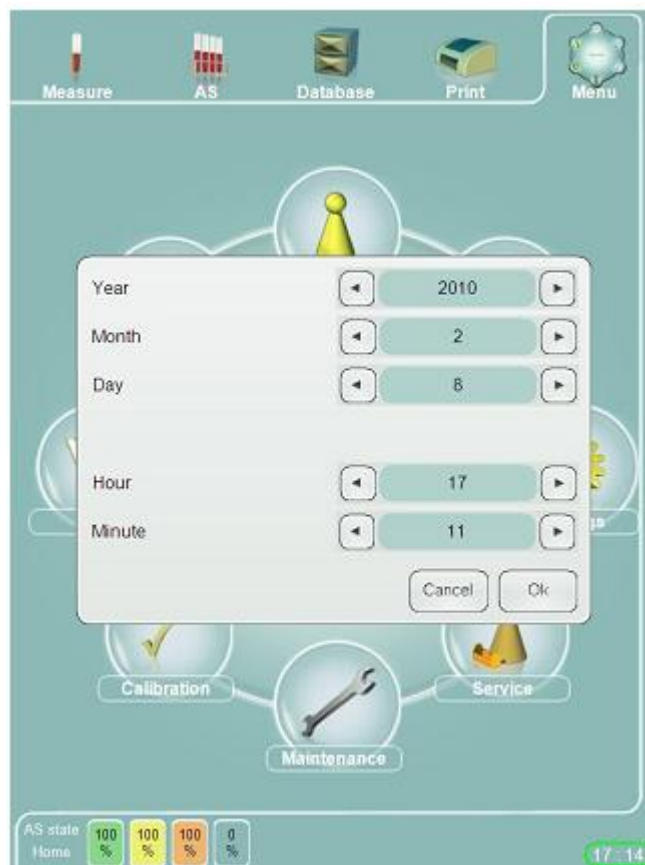 Measure AS Database Print Menu
Year 2010
Month 2
Day 8
Hour 17
Minute 11
Cancel Ok
Calibration Service
Maintenance
AS state 100 % 100 % 100 % 0 %
Home 17:14